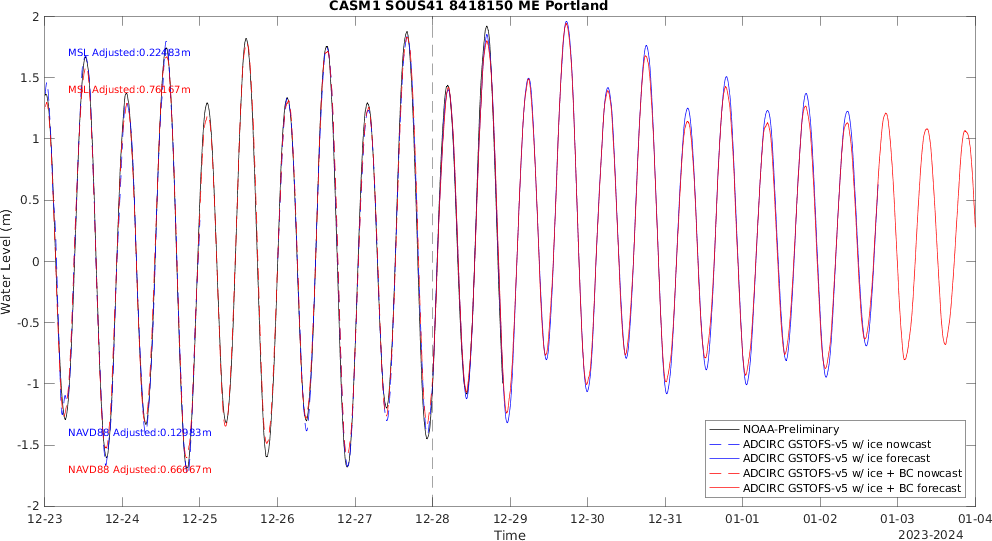 CASM1 SOUS41 8418150 ME Portland
2
1.5
1
0.5
0
-0.5
-1
-1.5
-2
Water Level (m)
MSL Adjusted:0.22483m
MSL Adjusted:0.76167m
NAVD88 Adjusted:0.12983m
NAVD88 Adjusted:0.66667m
NOAA-Preliminary
ADCIRC GSTOFS-v5 w/ ice nowcast
ADCIRC GSTOFS-v5 w/ ice forecast
ADCIRC GSTOFS-v5 w/ ice + BC nowcast
ADCIRC GSTOFS-v5 w/ ice + BC forecast
12-23 12-24 12-25 12-26 12-27 12-28 12-29 12-30 12-31 01-01 01-02 01-03 01-04
Time
2023-2024